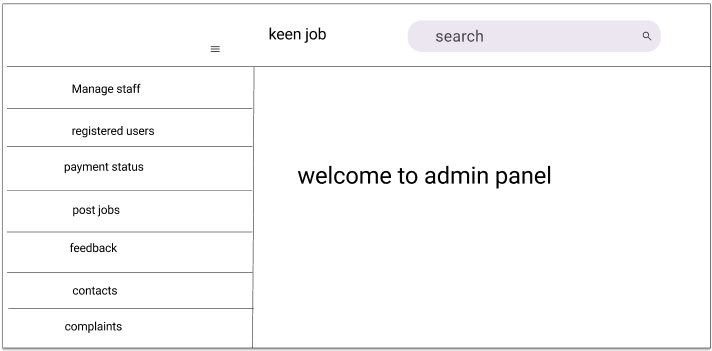 keen job
search
Manage staff
registered users
payment status
post jobs
feedback
contacts
complaints
welcome to admin panel